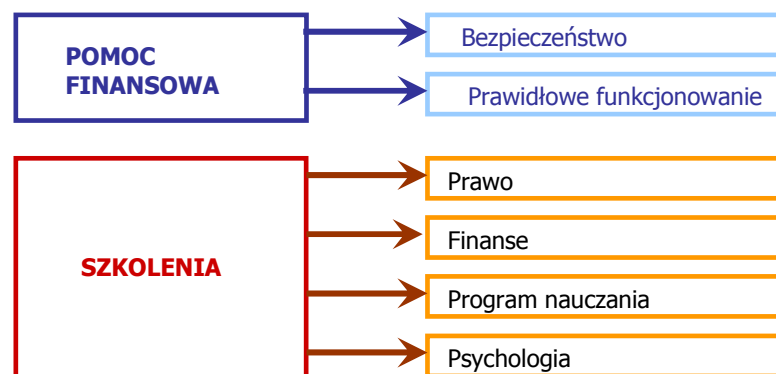 POMOC
FINANSOWA
Bezpieczeństwo
Prawidłowe funkcjonowanie
SZKOLENIA
Prawo
Finanse
Program nauczania
Psychologia